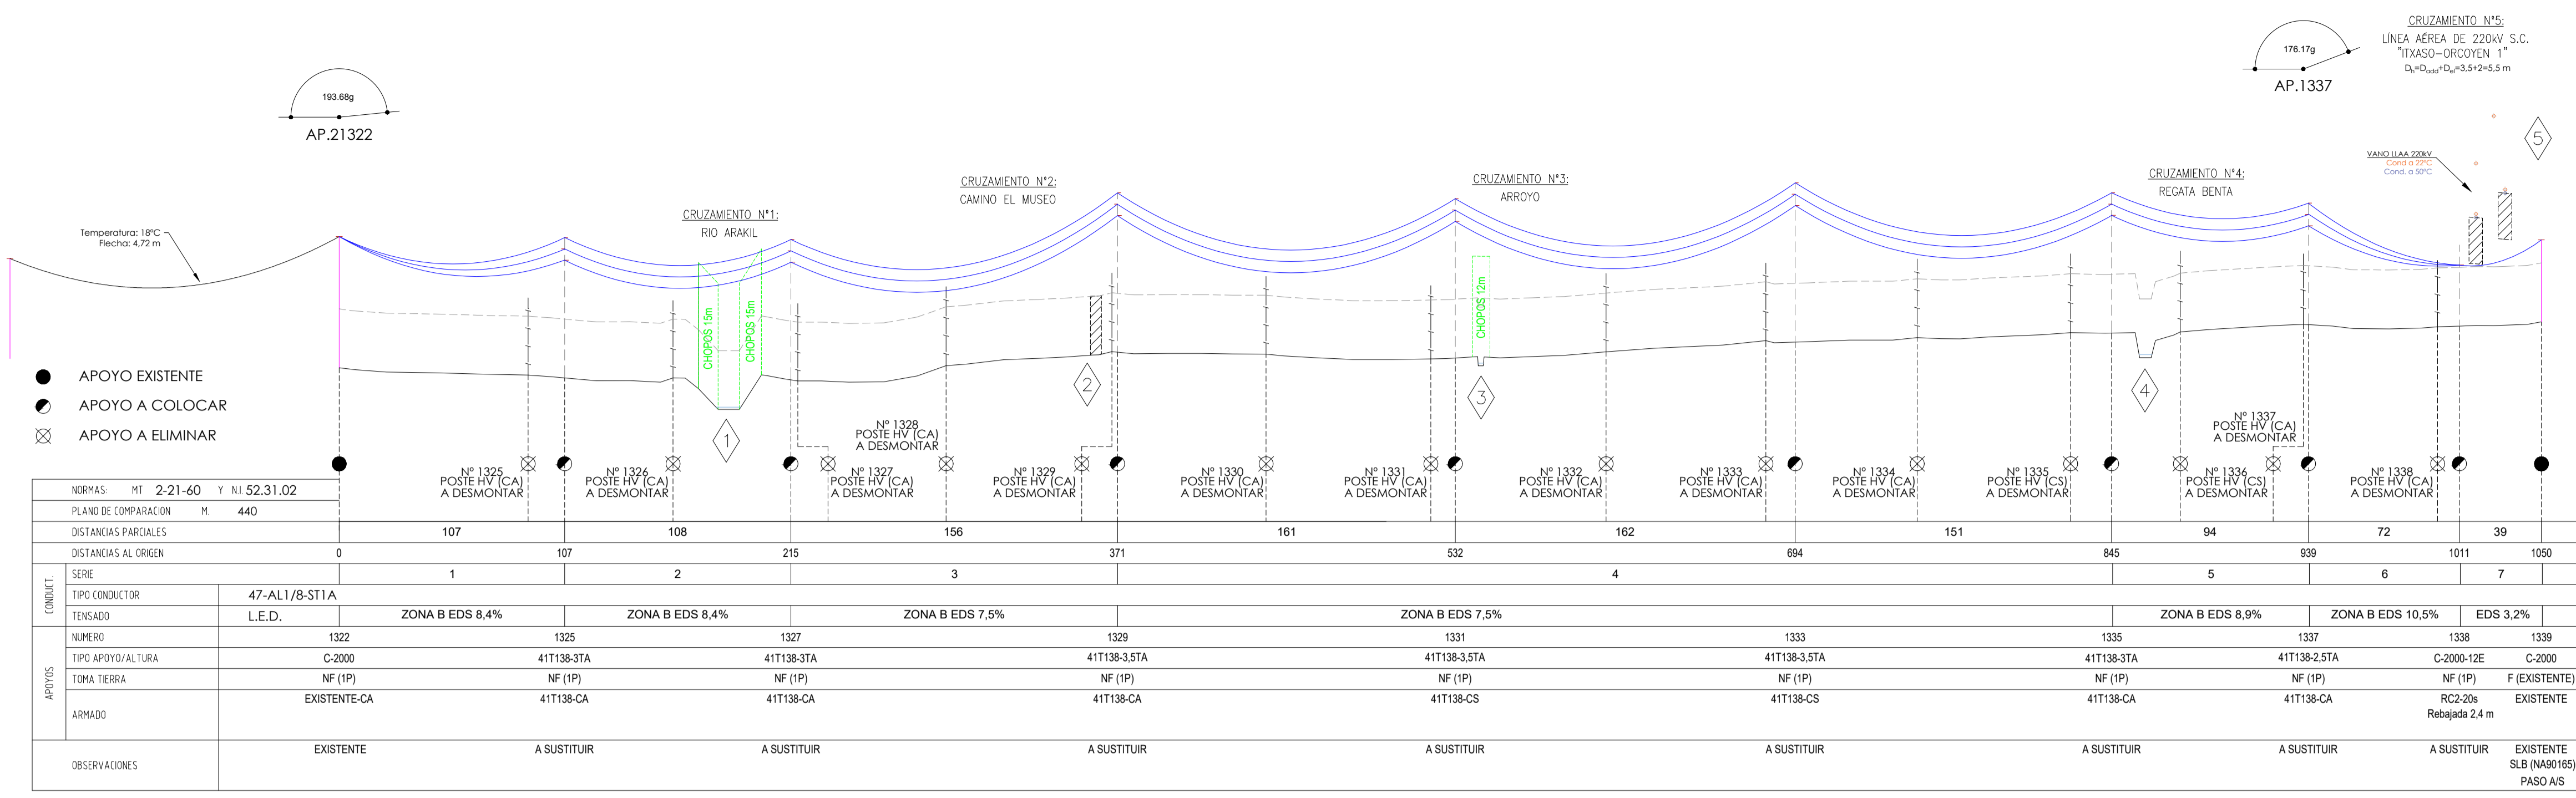 CRUZAMIENTO N°5:
LÍNEA AÉREA DE 220kV S.C.
"ITXASO-ORCOYEN 1"
Dh=Dadd+Del=3,5+2=5,5 m
176.17g
AP.1337
193.68g
AP.21322
5
VANO LLAA 220kV
Cond a 22°C
Cond. a 50°C
CRUZAMIENTO N°4:
REGATA BENTA
CRUZAMIENTO N°3:
ARROYO
CRUZAMIENTO N°2:
CAMINO EL MUSEO
CRUZAMIENTO N°1:
RIO ARAKIL
Temperatura: 18°C
Flecha: 4,72 m
CHOPOS 15m
CHOPOS 15m
CHOPOS 12m
APOYO EXISTENTE
APOYO A COLOCAR
APOYO A ELIMINAR
1
2
3
4
Nº 1325
POSTE HV (CA)
A DESMONTAR
Nº 1326
POSTE HV (CA)
A DESMONTAR
Nº 1327
POSTE HV (CA)
A DESMONTAR
Nº 1328
POSTE HV (CA)
A DESMONTAR
Nº 1329
POSTE HV (CA)
A DESMONTAR
Nº 1330
POSTE HV (CA)
A DESMONTAR
Nº 1331
POSTE HV (CA)
A DESMONTAR
Nº 1332
POSTE HV (CA)
A DESMONTAR
Nº 1333
POSTE HV (CA)
A DESMONTAR
Nº 1334
POSTE HV (CA)
A DESMONTAR
Nº 1335
POSTE HV (CS)
A DESMONTAR
Nº 1336
POSTE HV (CS)
A DESMONTAR
Nº 1337
POSTE HV (CA)
A DESMONTAR
Nº 1338
POSTE HV (CA)
A DESMONTAR
NORMAS: MT 2-21-60 Y N.I. 52.31.02
PLANO DE COMPARACION M. 440
DISTANCIAS PARCIALES 107 108 156 161 162 151 94 72 39
DISTANCIAS AL ORIGEN 0 107 215 371 532 694 845 939 1011 1050
CONDUCT.
SERIE 1 2 3 4 5 6 7
TIPO CONDUCTOR 47-AL1/8-ST1A
TENSADO L.E.D. ZONA B EDS 8,4% ZONA B EDS 8,4% ZONA B EDS 7,5% ZONA B EDS 7,5% ZONA B EDS 8,9% ZONA B EDS 10,5% EDS 3,2%
APOYOS
NUMERO 1322 1325 1327 1329 1331 1333 1335 1337 1338 1339
TIPO APOYO/ALTURA C-2000 41T138-3TA 41T138-3TA 41T138-3,5TA 41T138-3,5TA 41T138-3,5TA 41T138-3TA 41T138-2,5TA C-2000-12E C-2000
TOMA TIERRA NF (1P) NF (1P) NF (1P) NF (1P) NF (1P) NF (1P) NF (1P) NF (1P) NF (1P) F (EXISTENTE)
ARMADO EXISTENTE-CA 41T138-CA 41T138-CA 41T138-CA 41T138-CS 41T138-CS 41T138-CA 41T138-CA RC2-20s EXISTENTE
Rebajada 2,4 m
OBSERVACIONES EXISTENTE A SUSTITUIR A SUSTITUIR A SUSTITUIR A SUSTITUIR A SUSTITUIR A SUSTITUIR A SUSTITUIR A SUSTITUIR EXISTENTE
SLB (NA90165)
PASO A/S